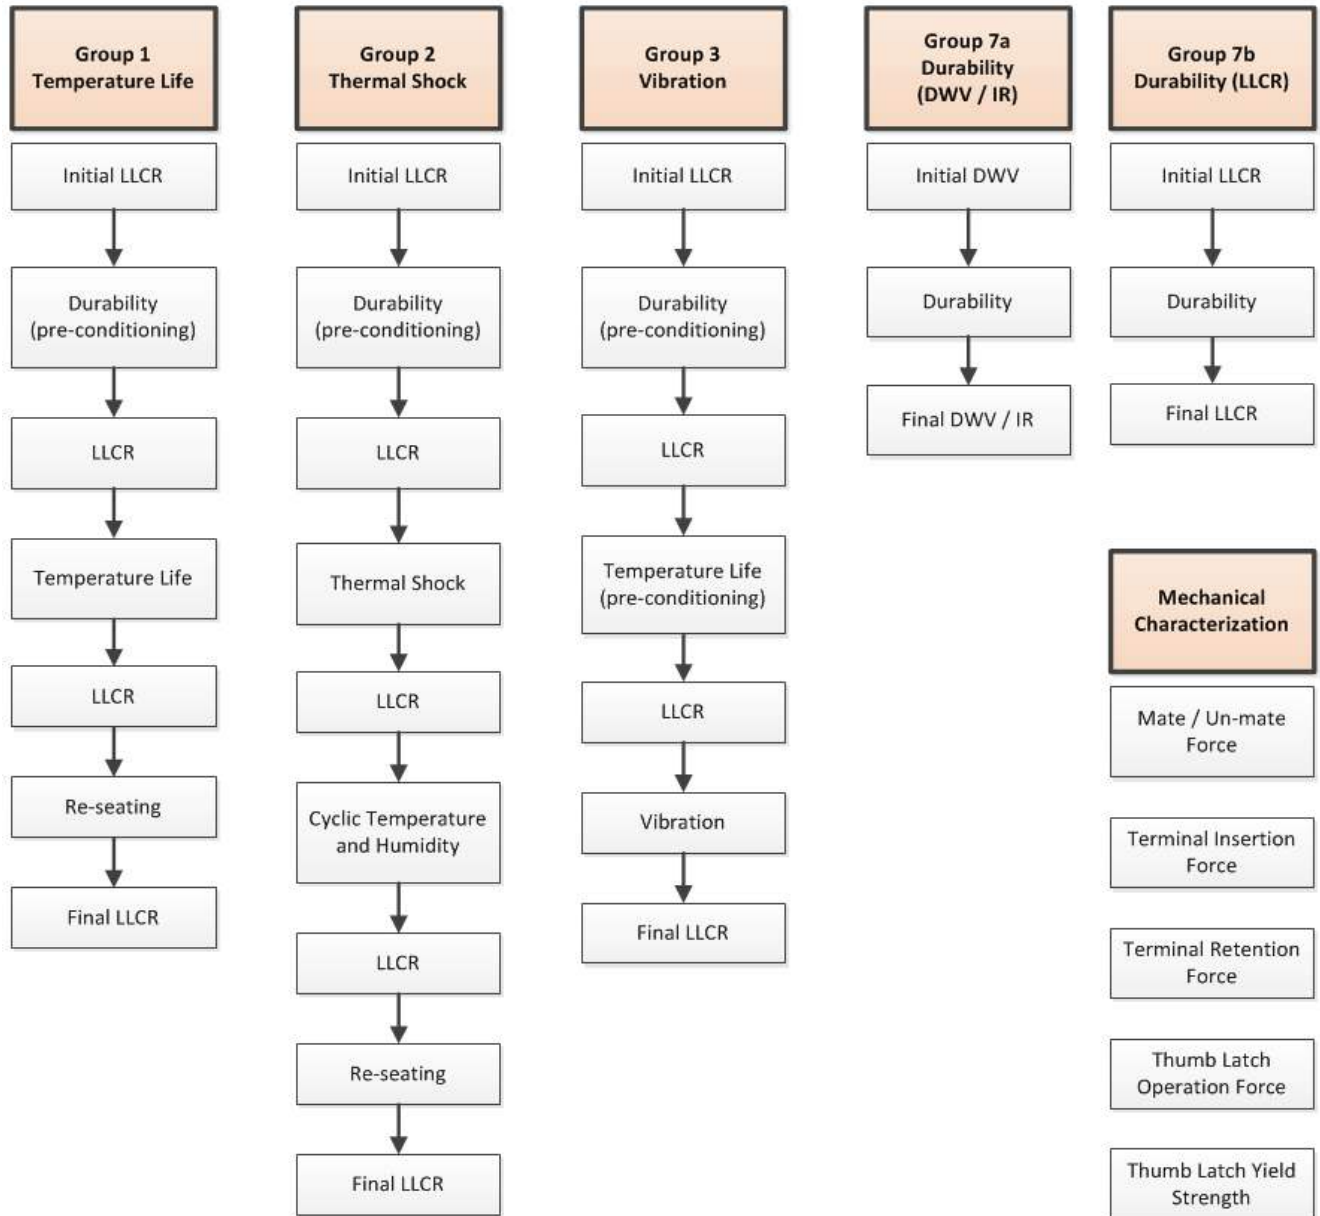 Group 1
Temperature Life
Initial LLCR
Durability
(pre-conditioning)
LLCR
Temperature Life
LLCR
Re-seating
Final LLCR
Group 2
Thermal Shock
Initial LLCR
Durability
(pre-conditioning)
LLCR
Thermal Shock
LLCR
Cyclic Temperature
and Humidity
LLCR
Re-seating
Final LLCR
Group 3
Vibration
Initial LLCR
Durability
(pre-conditioning)
LLCR
Temperature Life
(pre-conditioning)
LLCR
Vibration
Final LLCR
Group 7a
Durability
(DWV / IR)
Initial DWV
Durability
Final DWV / IR
Group 7b
Durability (LLCR)
Initial LLCR
Durability
Final LLCR
Mechanical
Characterization
Mate / Un-mate
Force
Terminal Insertion
Force
Terminal Retention
Force
Thumb Latch
Operation Force
Thumb Latch Yield
Strength